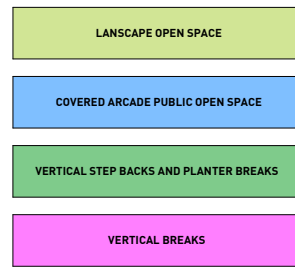 LANSCAPE OPEN SPACE
COVERED ARCADE PUBLIC OPEN SPACE
VERTICAL STEP BACKS AND PLANTER BREAKS
VERTICAL BREAKS